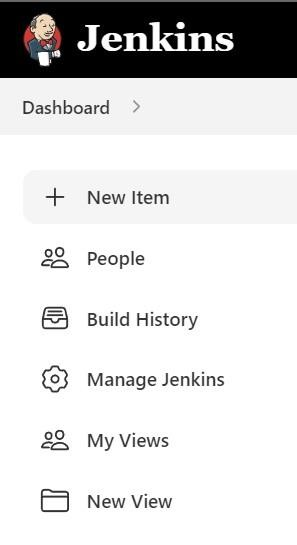 Jenkins
Dashboard
New Item
People
Build History
Manage Jenkins
My Views
New View